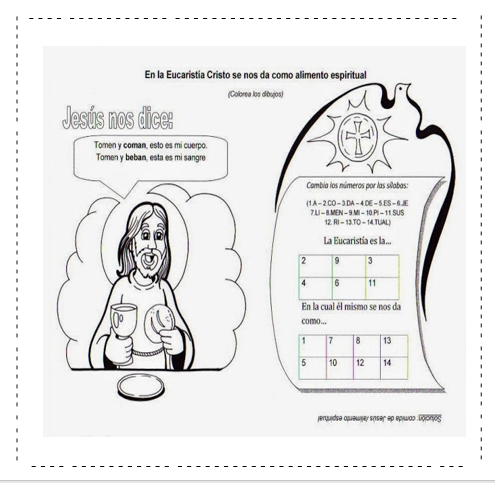 En la Eucaristía Cristo se nos da como alimento espiritual
(Colorea los dibujos)
Jesús nos dice:
Tomen y coman, esto es mi cuerpo.
Tomen y beban, esta es mi sangre
Cambia los números por las sílabas:
(1.A – 2.CO – 3.DA – 4.DE – 5.ES – 6.JE
7.LI – 8.MEN – 9.MI – 10.PI – 11.SUS
12. RI – 13.TO – 14.TUAL)
La Eucaristía es la...
2 9 3
4 6 11
En la cual él mismo se nos da
como...
1 7 8 13
5 10 12 14
Solución: comida de Jesús /alimento espiritual